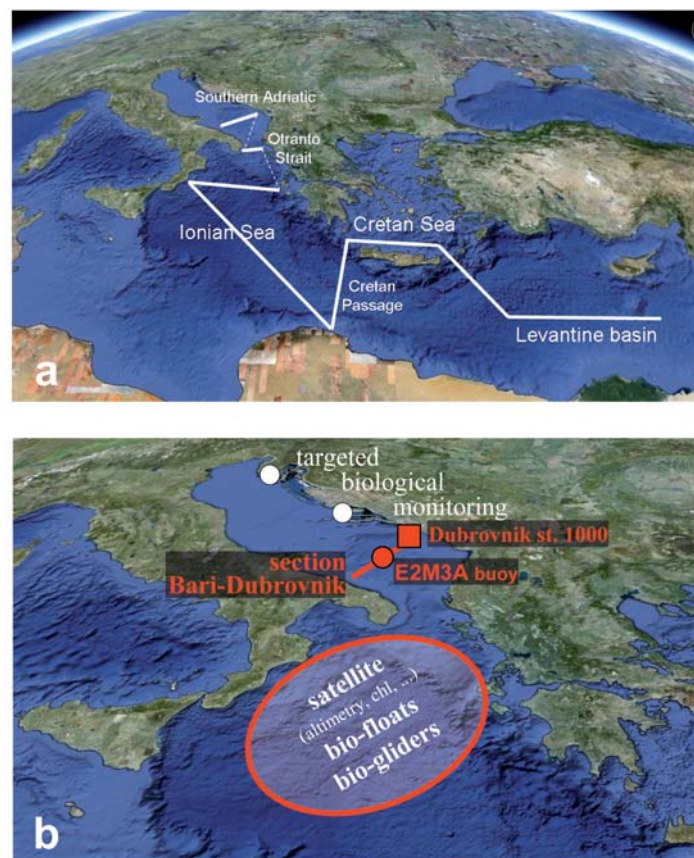 Southern Adriatic
Otranto
Strait
Ionian Sea
Cretan Sea
Cretan
Passage
Levantine basin
a
targeted
biological
monitoring
Dubrovnik st. 1000
section
Bari-Dubrovnik
E2M3A buoy
satellite
(altimetry, chl, ...)
bio-floats
bio-gliders
b